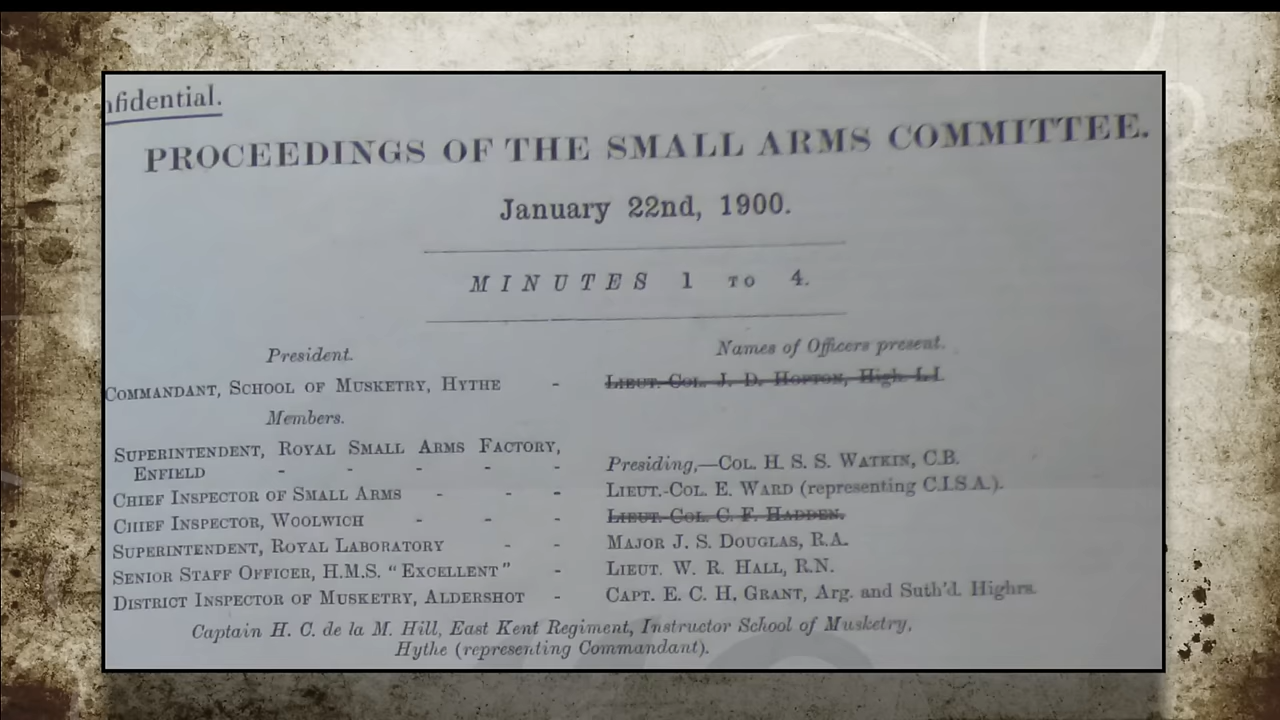 nfidential.
PROCEEDINGS OF THE SMALL ARMS COMMITTEE.
January 22nd, 1900.
MINUTES 1 TO 4.
President.
Names of Officers present.
COMMANDANT, SCHOOL OF MUSKETRY, HYTHE - LIEUT.-COL. J. D. HOPTON, High. L.I.
Members.
SUPERINTENDENT, ROYAL SMALL ARMS FACTORY,
ENFIELD - - - - - Presiding,—COL. H. S. S. WATKIN, C.B.
CHIEF INSPECTOR OF SMALL ARMS - - - LIEUT.-COL. E. WARD (representing C.I.S.A.).
CHIEF INSPECTOR, WOOLWICH - - - LIEUT.-COL. C. F. HADDEN.
SUPERINTENDENT, ROYAL LABORATORY - - MAJOR J. S. DOUGLAS, R.A.
SENIOR STAFF OFFICER, H.M.S. "EXCELLENT" - LIEUT. W. R. HALL, R.N.
DISTRICT INSPECTOR OF MUSKETRY, ALDERSHOT - CAPT. E. C. H. GRANT, Arg. and Suth'd. Highrs.
Captain H. C. de la M. Hill, East Kent Regiment, Instructor School of Musketry,
Hythe (representing Commandant).